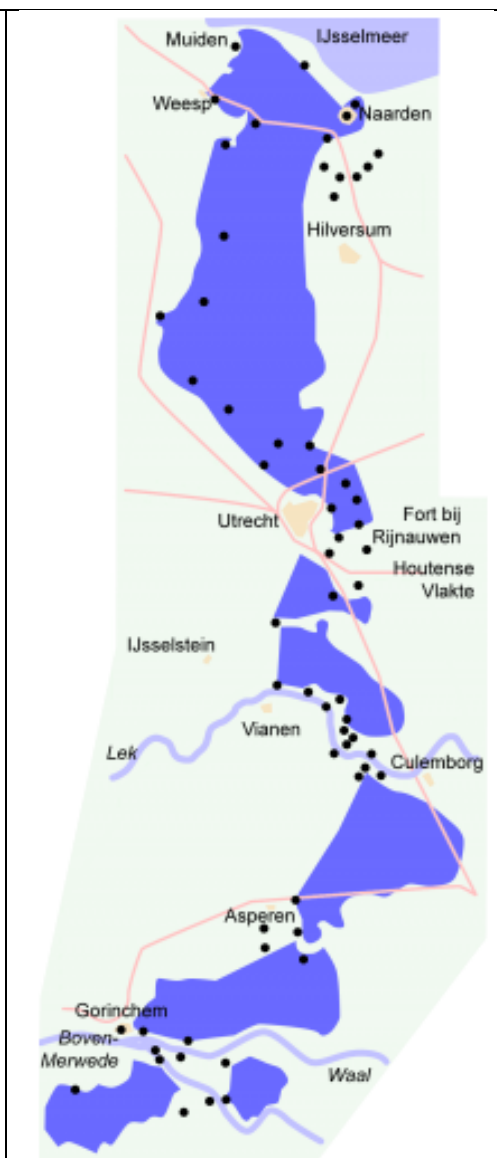 Muiden
IJsselmeer
Weesp
Naarden
Hilversum
Utrecht
Fort bij
Rijnauwen
Houtense
Vlakte
IJsselstein
Vianen
Lek
Culemborg
Asperen
Gorinchem
Boven-
Merwede
Waal